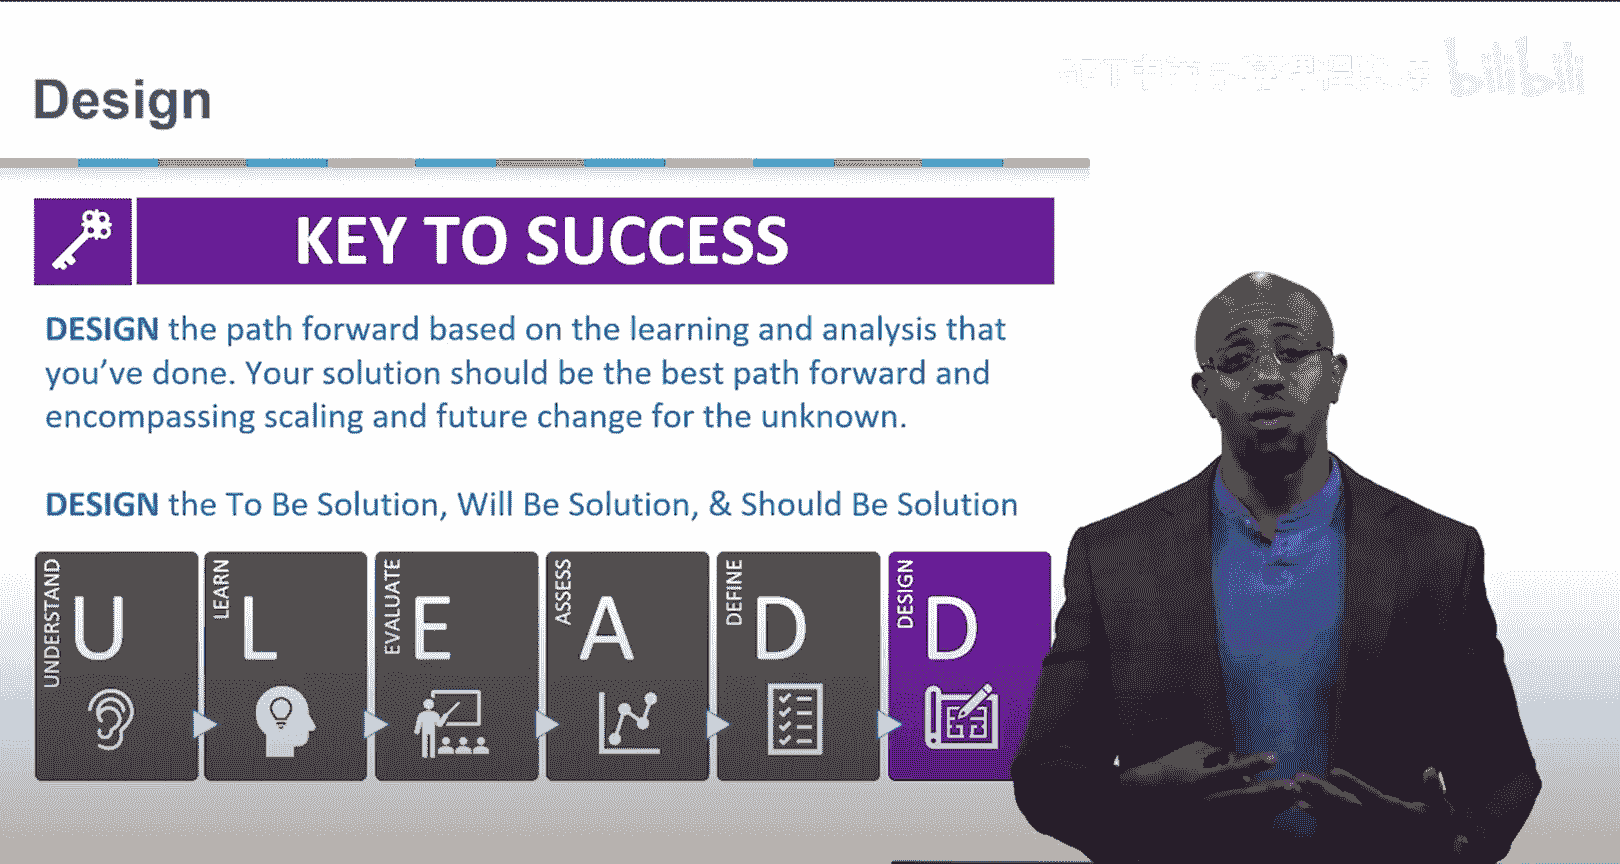 Design
bilibili
KEY TO SUCCESS
DESIGN the path forward based on the learning and analysis that
you've done. Your solution should be the best path forward and
encompassing scaling and future change for the unknown.
DESIGN the To Be Solution, Will Be Solution, & Should Be Solution
UNDERSTAND
U
LEARN
L
EVALUATE
E
ASSESS
A
DEFINE
D
DESIGN
D